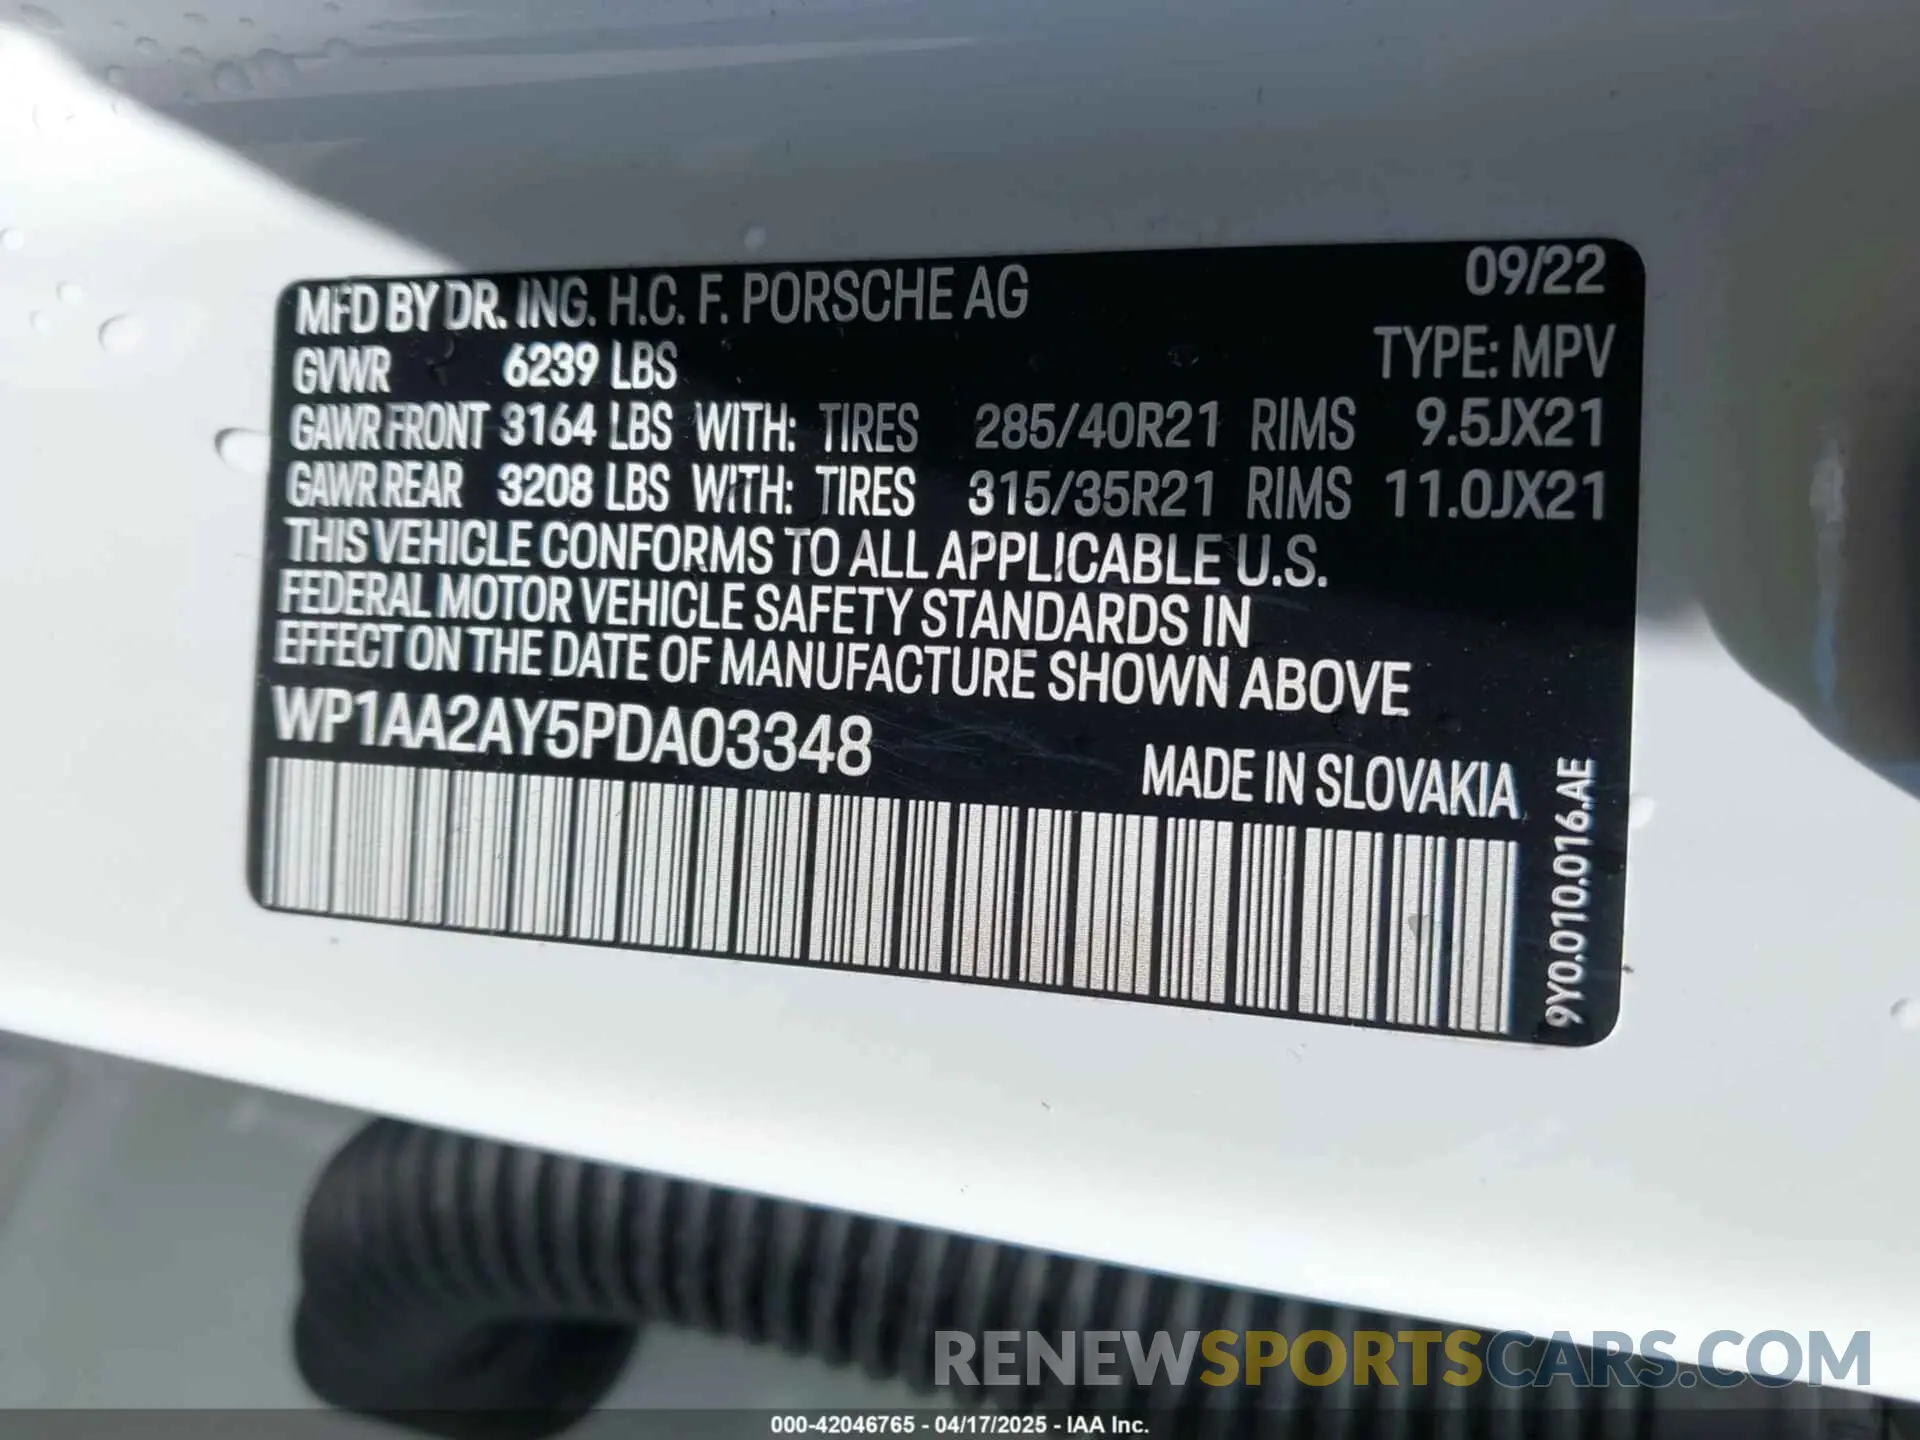 MFD BY DR. ING. H.C. F. PORSCHE AG 09/22
TYPE: MPV
GVWR 6239 LBS
GAWR FRONT 3164 LBS WITH: TIRES 285/40R21 RIMS 9.5JX21
GAWR REAR 3208 LBS WITH: TIRES 315/35R21 RIMS 11.0JX21
THIS VEHICLE CONFORMS TO ALL APPLICABLE U.S.
FEDERAL MOTOR VEHICLE SAFETY STANDARDS IN
EFFECT ON THE DATE OF MANUFACTURE SHOWN ABOVE
WP1AA2AY5PDA03348
MADE IN SLOVAKIA
9Y0.010.016.AE
RENEWSPORTSCARS.COM
000-42046765 - 04/17/2025 - IAA Inc.